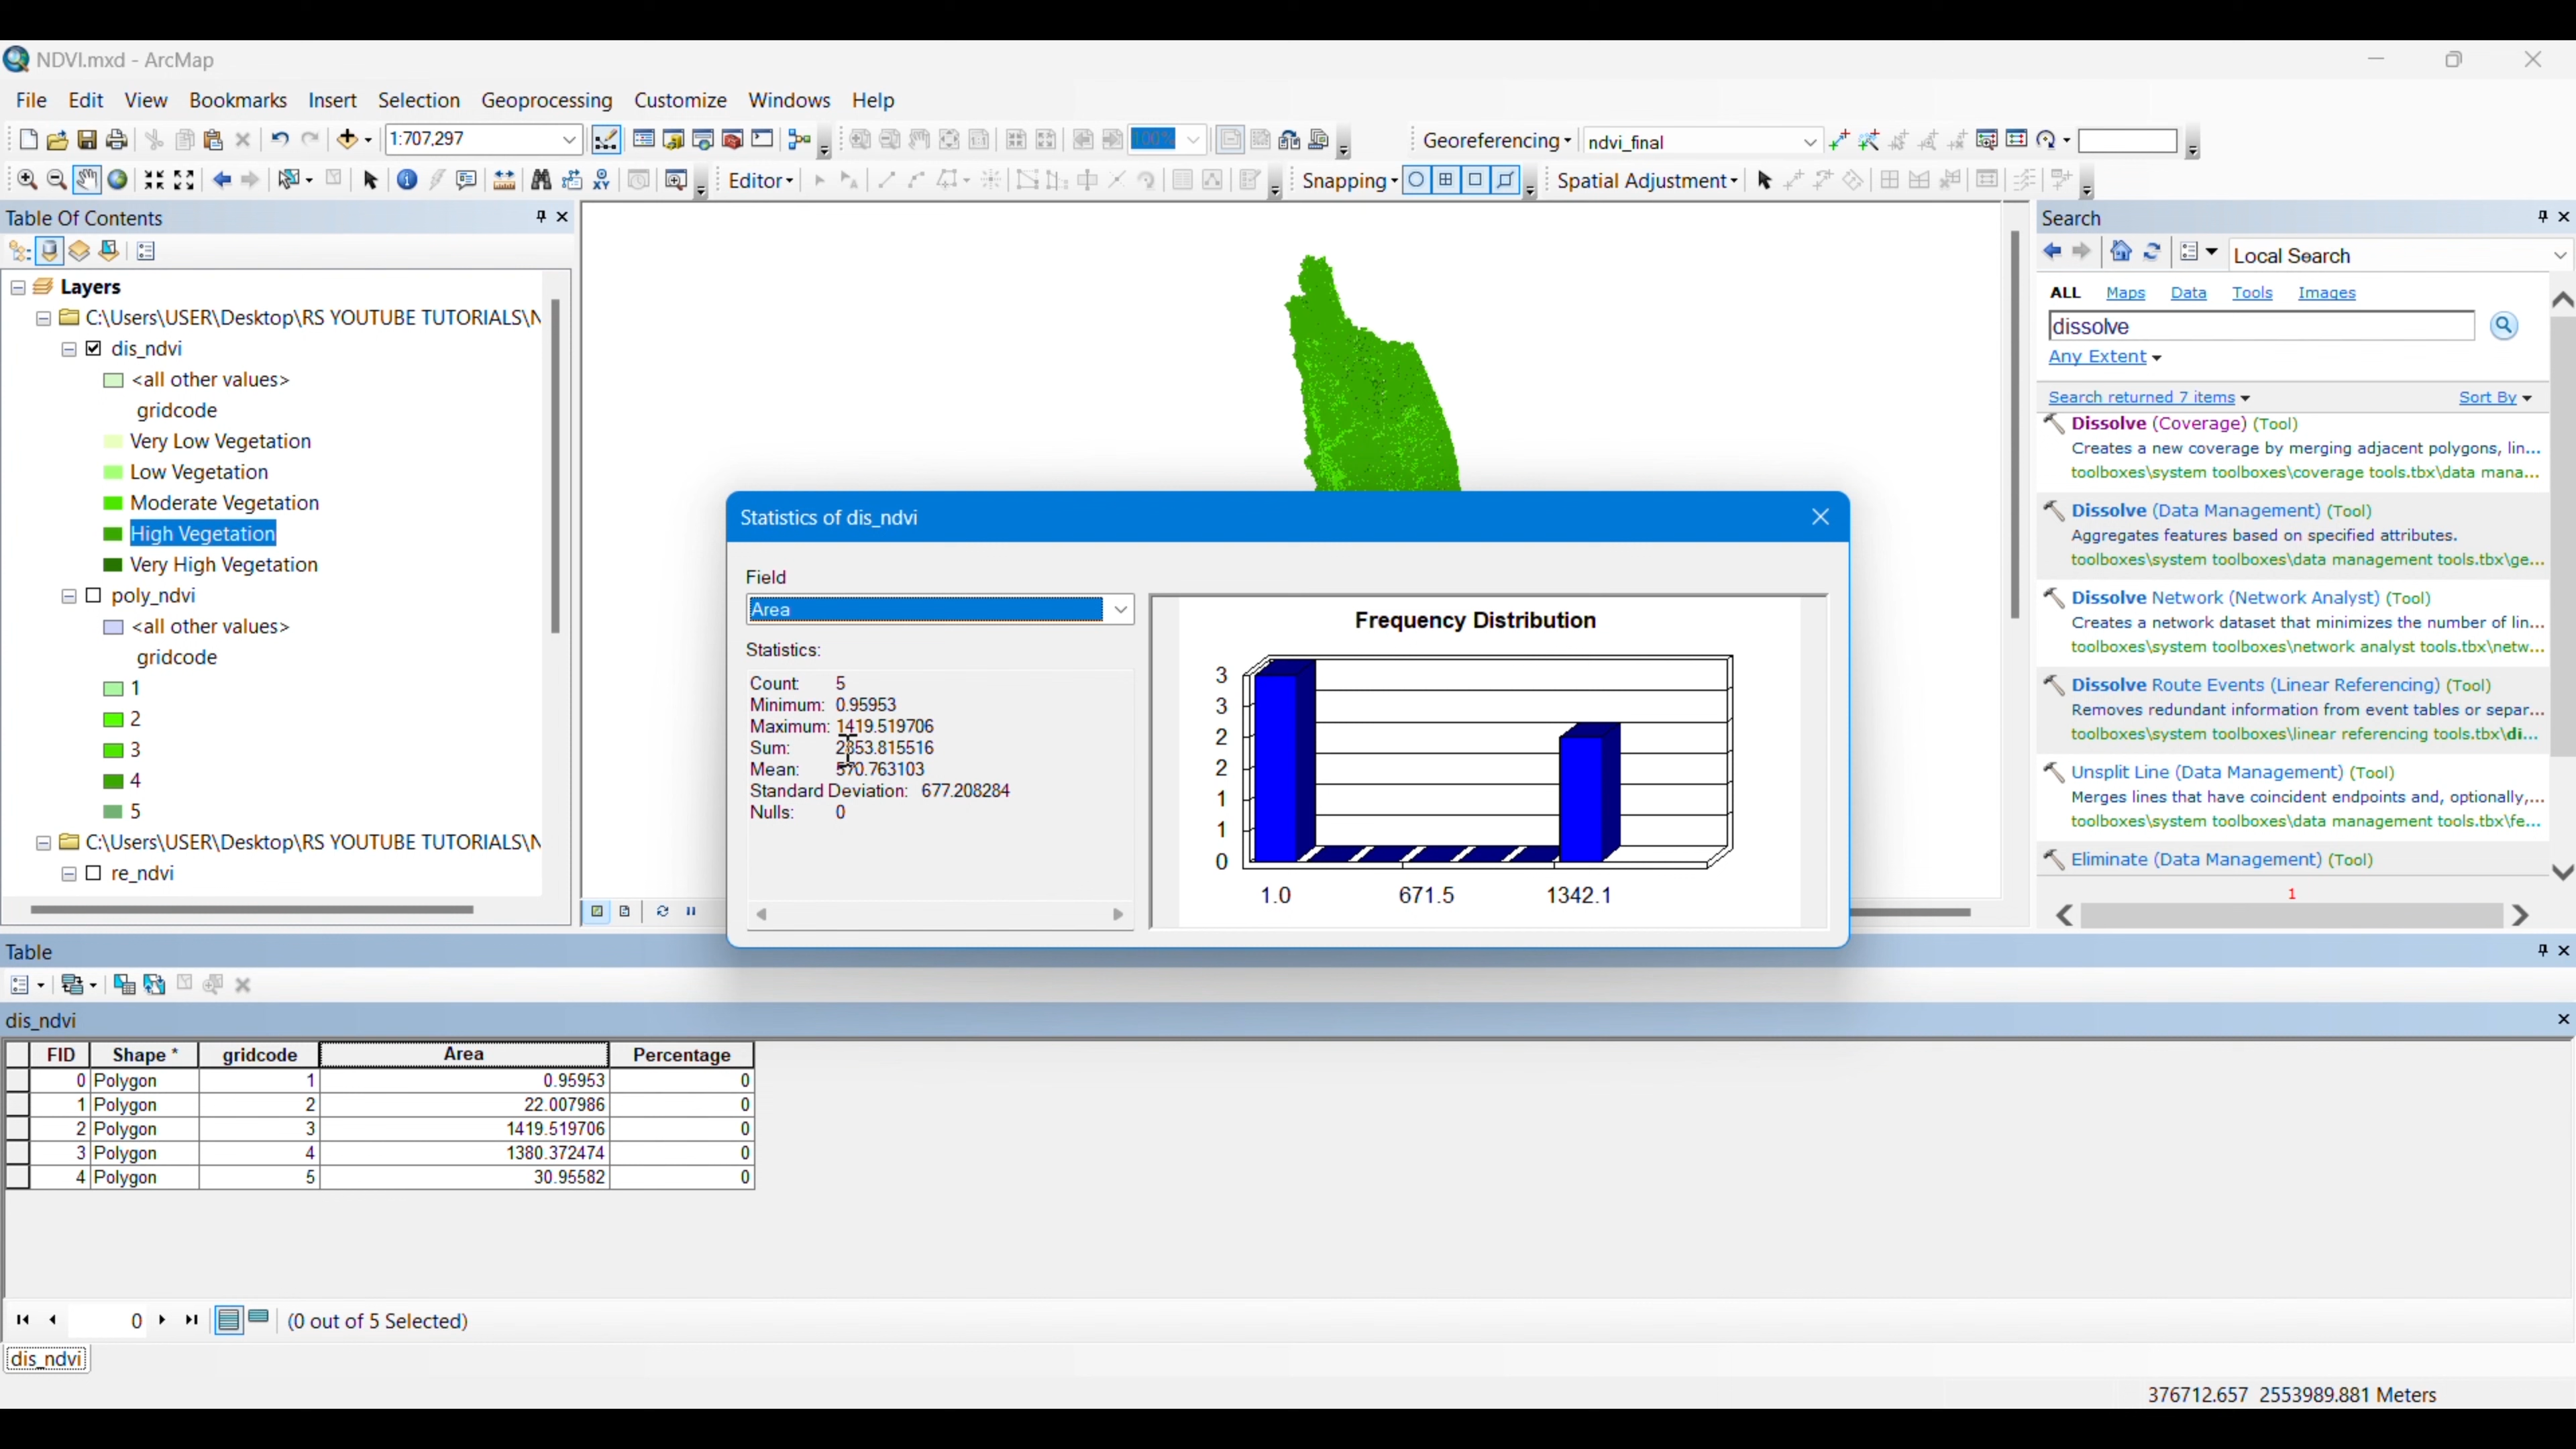 NDVI.mxd - ArcMap
File Edit View Bookmarks Insert Selection Geoprocessing Customize Windows Help
1:707,297 100% Georeferencing ndvi_final
Editor Snapping Spatial Adjustment
Table Of Contents
Layers
C:\Users\USER\Desktop\RS YOUTUBE TUTORIALS\N
dis_ndvi
<all other values>
gridcode
Very Low Vegetation
Low Vegetation
Moderate Vegetation
High Vegetation
Very High Vegetation
poly_ndvi
<all other values>
gridcode
1
2
3
4
5
C:\Users\USER\Desktop\RS YOUTUBE TUTORIALS\N
re_ndvi
Statistics of dis_ndvi
Field
Area
Statistics:
Count: 5
Minimum: 0.95953
Maximum: 1419.519706
Sum: 2853.815516
Mean: 570.763103
Standard Deviation: 677.208284
Nulls: 0
Frequency Distribution
3
3
2
2
1
1
0
1.0 671.5 1342.1
Search
Local Search
ALL Maps Data Tools Images
dissolve
Any Extent
Search returned 7 items Sort By
Dissolve (Coverage) (Tool)
Creates a new coverage by merging adjacent polygons, lin...
toolboxes\system toolboxes\coverage tools.tbx\data mana...
Dissolve (Data Management) (Tool)
Aggregates features based on specified attributes.
toolboxes\system toolboxes\data management tools.tbx\ge...
Dissolve Network (Network Analyst) (Tool)
Creates a network dataset that minimizes the number of lin...
toolboxes\system toolboxes\network analyst tools.tbx\netw...
Dissolve Route Events (Linear Referencing) (Tool)
Removes redundant information from event tables or separ...
toolboxes\system toolboxes\linear referencing tools.tbx\di...
Unsplit Line (Data Management) (Tool)
Merges lines that have coincident endpoints and, optionally,...
toolboxes\system toolboxes\data management tools.tbx\fe...
Eliminate (Data Management) (Tool)
1
Table
dis_ndvi
FID Shape * gridcode Area Percentage
0 Polygon 1 0.95953 0
1 Polygon 2 22.007986 0
2 Polygon 3 1419.519706 0
3 Polygon 4 1380.372474 0
4 Polygon 5 30.95582 0
0 (0 out of 5 Selected)
dis_ndvi
376712.657 2553989.881 Meters